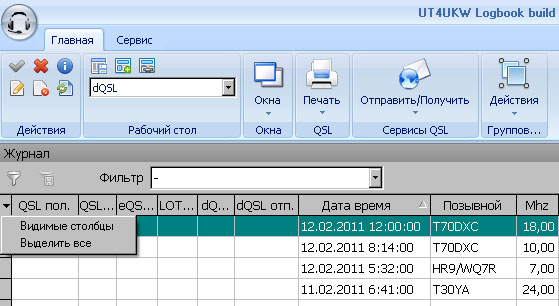 UT4UKW Logbook build
Главная Сервис
dQSL
Окна Печать Отправить/Получить Действия
Действия Рабочий стол Окна QSL Сервисы QSL Группов...
Журнал
Фильтр -
QSL пол. QSL... eQS... LOT... dQ... dQSL отп. Дата время Позывной Mhz
Видимые столбцы
Выделить все
12.02.2011 12:00:00 T70DXC 18,00
12.02.2011 8:14:00 T70DXC 10,00
12.02.2011 5:32:00 HR9/WQ7R 7,00
11.02.2011 6:41:00 T30YA 24,00